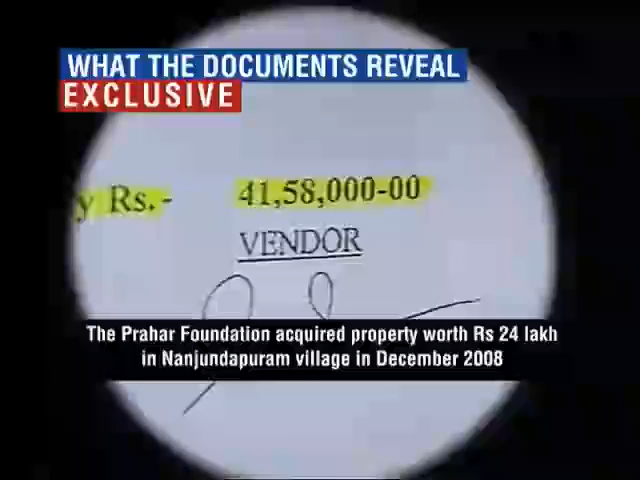 WHAT THE DOCUMENTS REVEAL
EXCLUSIVE
y Rs.- 41,58,000-00
VENDOR
The Prahar Foundation acquired property worth Rs 24 lakh
in Nanjundapuram village in December 2008